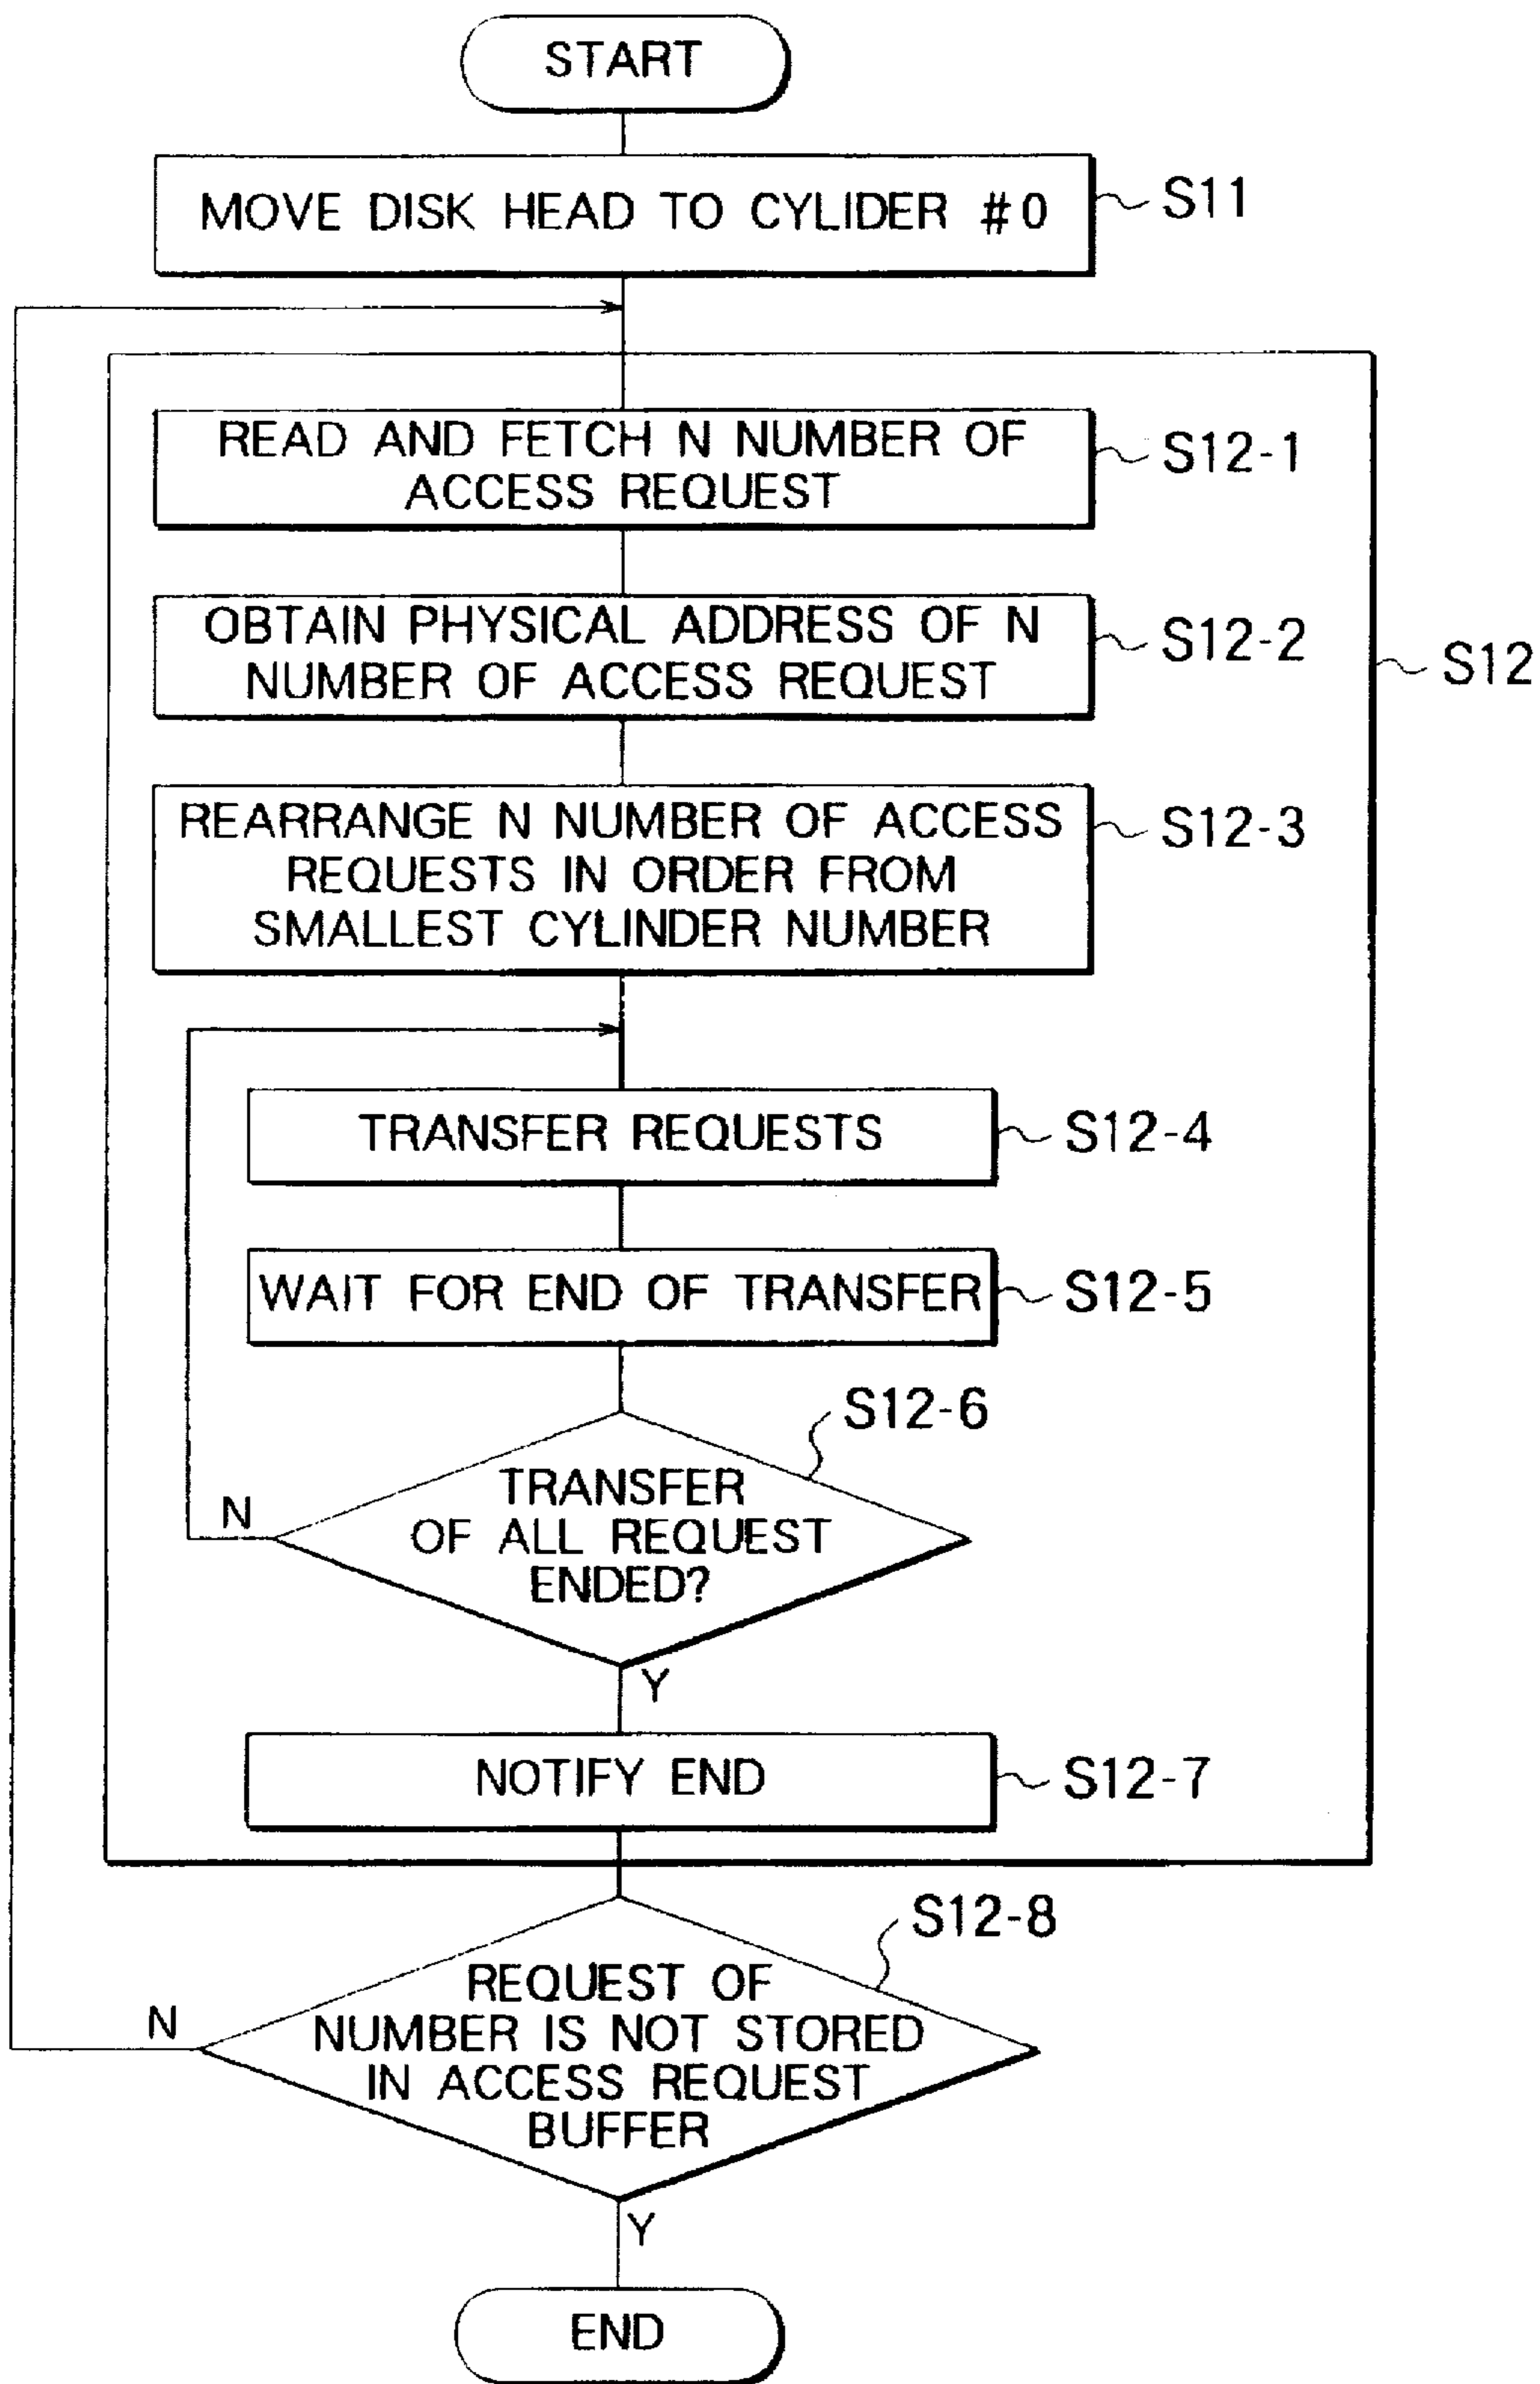 START
MOVE DISK HEAD TO CYLIDER #0
S11
READ AND FETCH N NUMBER OF
ACCESS REQUEST
S12-1
OBTAIN PHYSICAL ADDRESS OF N
NUMBER OF ACCESS REQUEST
S12-2
S12
REARRANGE N NUMBER OF ACCESS
REQUESTS IN ORDER FROM
SMALLEST CYLINDER NUMBER
S12-3
TRANSFER REQUESTS
S12-4
WAIT FOR END OF TRANSFER
S12-5
S12-6
TRANSFER
OF ALL REQUEST
ENDED?
N
Y
NOTIFY END
S12-7
S12-8
REQUEST OF
NUMBER IS NOT STORED
IN ACCESS REQUEST
BUFFER
N
Y
END